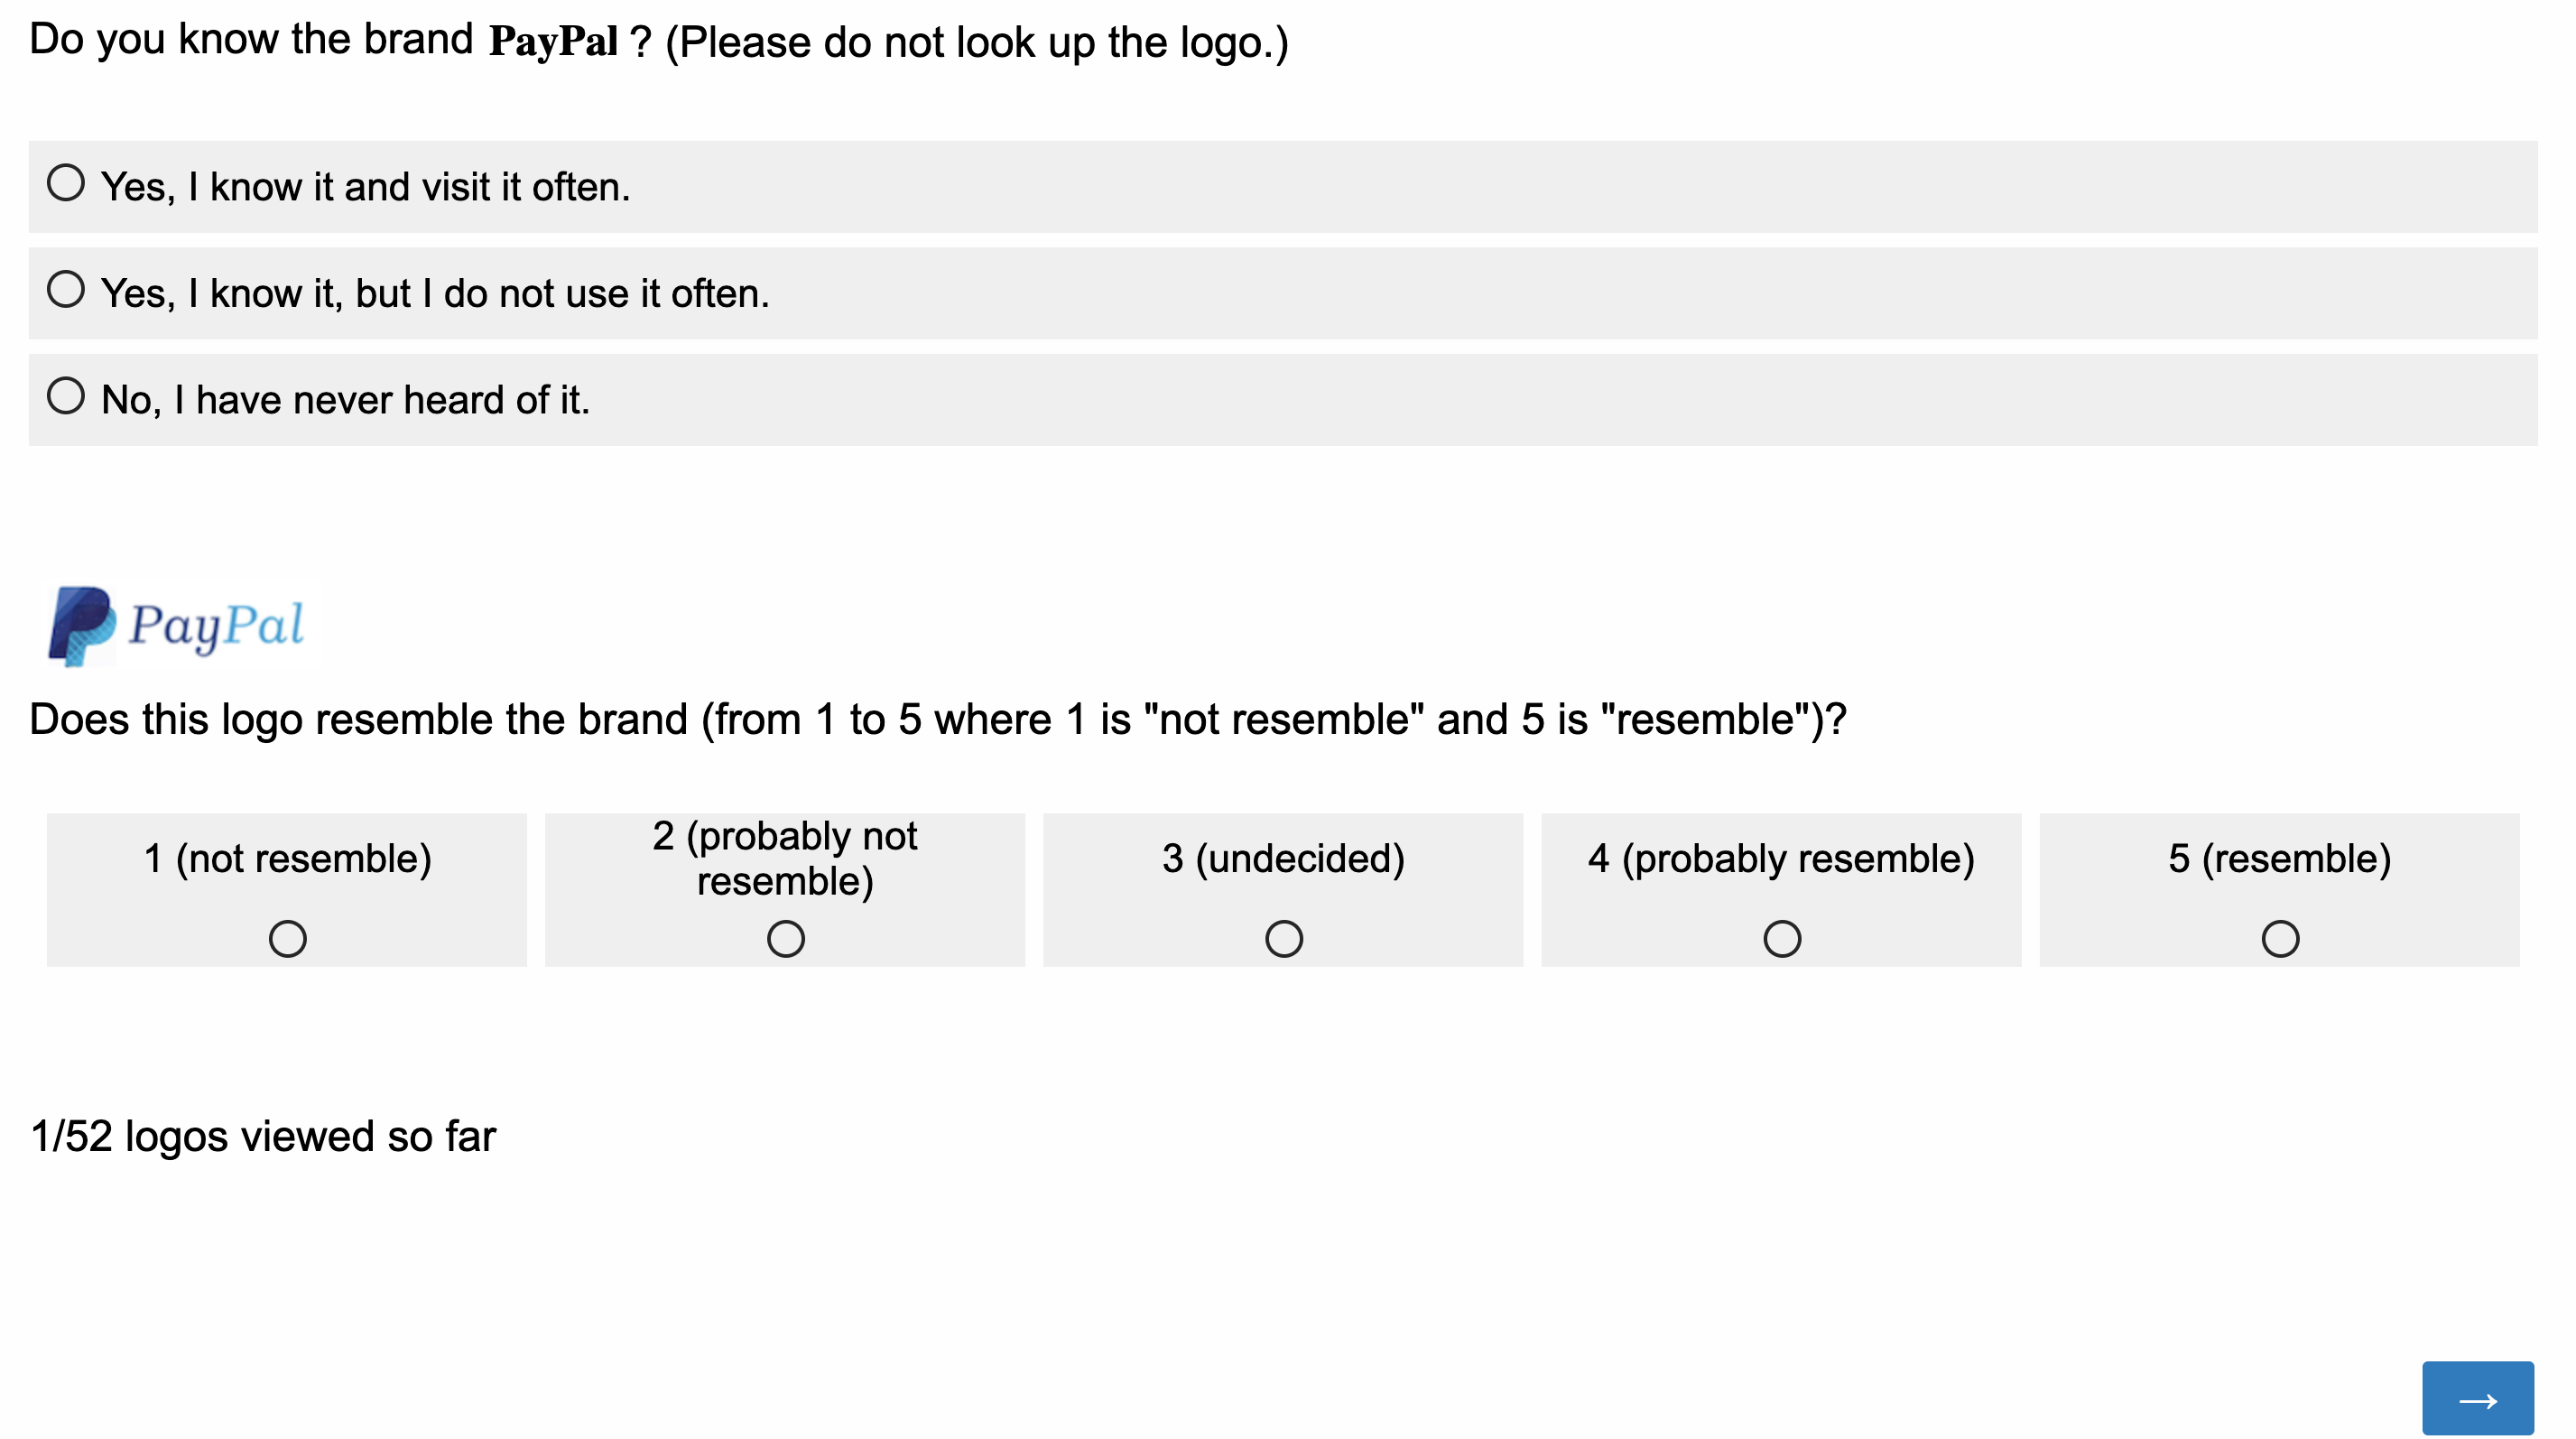 Do you know the brand PayPal ? (Please do not look up the logo.)
Yes, I know it and visit it often.
Yes, I know it, but I do not use it often.
No, I have never heard of it.
PayPal
Does this logo resemble the brand (from 1 to 5 where 1 is "not resemble" and 5 is "resemble")?
1 (not resemble)
2 (probably not
resemble)
3 (undecided)
4 (probably resemble)
5 (resemble)
1/52 logos viewed so far
→